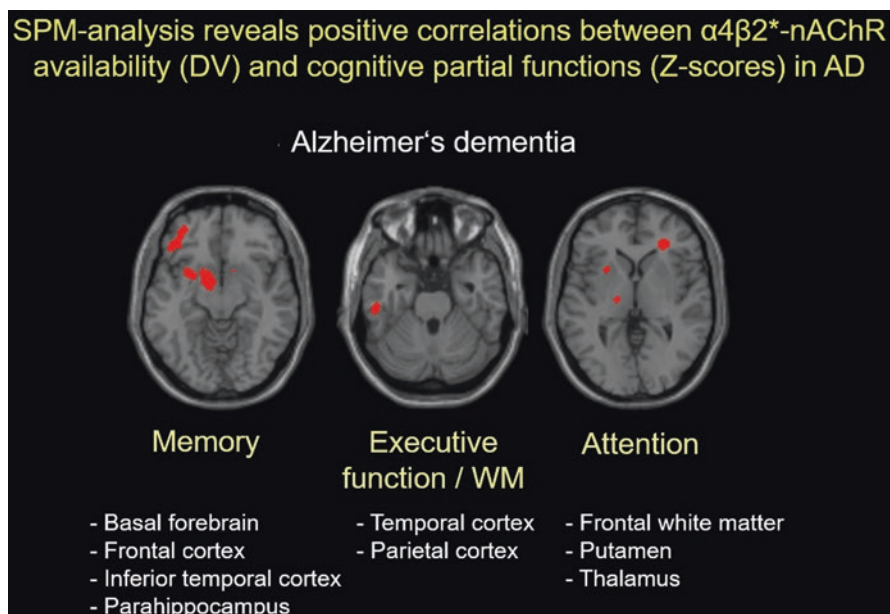 SPM-analysis reveals positive correlations between α4β2*-nAChR
availability (DV) and cognitive partial functions (Z-scores) in AD
Alzheimer‘s dementia
Memory
- Basal forebrain
- Frontal cortex
- Inferior temporal cortex
- Parahippocampus
Executive
function / WM
- Temporal cortex
- Parietal cortex
Attention
- Frontal white matter
- Putamen
- Thalamus